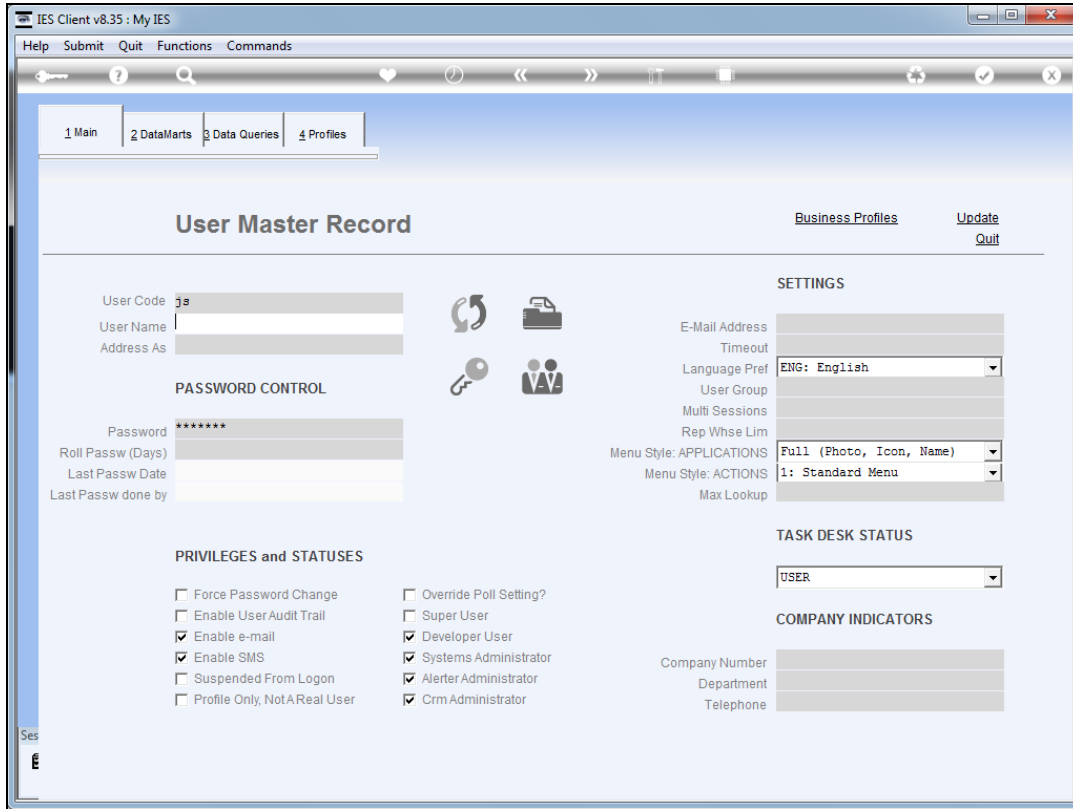 IES Client v8.35 : My IES
Help Submit Quit Functions Commands
1 Main 2 DataMarts 3 Data Queries 4 Profiles
User Master Record
Business Profiles Update
Quit
User Code js
User Name
Address As
PASSWORD CONTROL
Password *******
Roll Passw (Days)
Last Passw Date
Last Passw done by
SETTINGS
E-Mail Address
Timeout
Language Pref ENG: English
User Group
Multi Sessions
Rep Whse Lim
Menu Style: APPLICATIONS Full (Photo, Icon, Name)
Menu Style: ACTIONS 1: Standard Menu
Max Lookup
PRIVILEGES and STATUSES
Force Password Change Override Poll Setting?
Enable User Audit Trail Super User
Enable e-mail Developer User
Enable SMS Systems Administrator
Suspended From Logon Alerter Administrator
Profile Only, Not A Real User Crm Administrator
TASK DESK STATUS
USER
COMPANY INDICATORS
Company Number
Department
Telephone
Ses